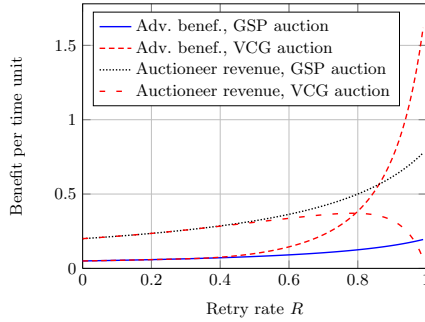 Adv. benef., GSP auction
Adv. benef., VCG auction
Auctioneer revenue, GSP auction
Auctioneer revenue, VCG auction
Benefit per time unit
1.5
1
0.5
0
0 0.2 0.4 0.6 0.8 1
Retry rate R